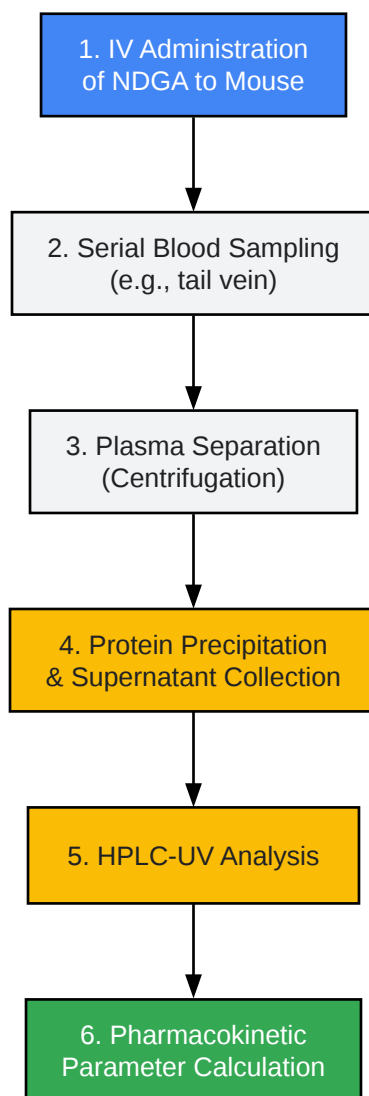 1. IV Administration
of NDGA to Mouse
2. Serial Blood Sampling
(e.g., tail vein)
3. Plasma Separation
(Centrifugation)
4. Protein Precipitation
& Supernatant Collection
5. HPLC-UV Analysis
6. Pharmacokinetic
Parameter Calculation